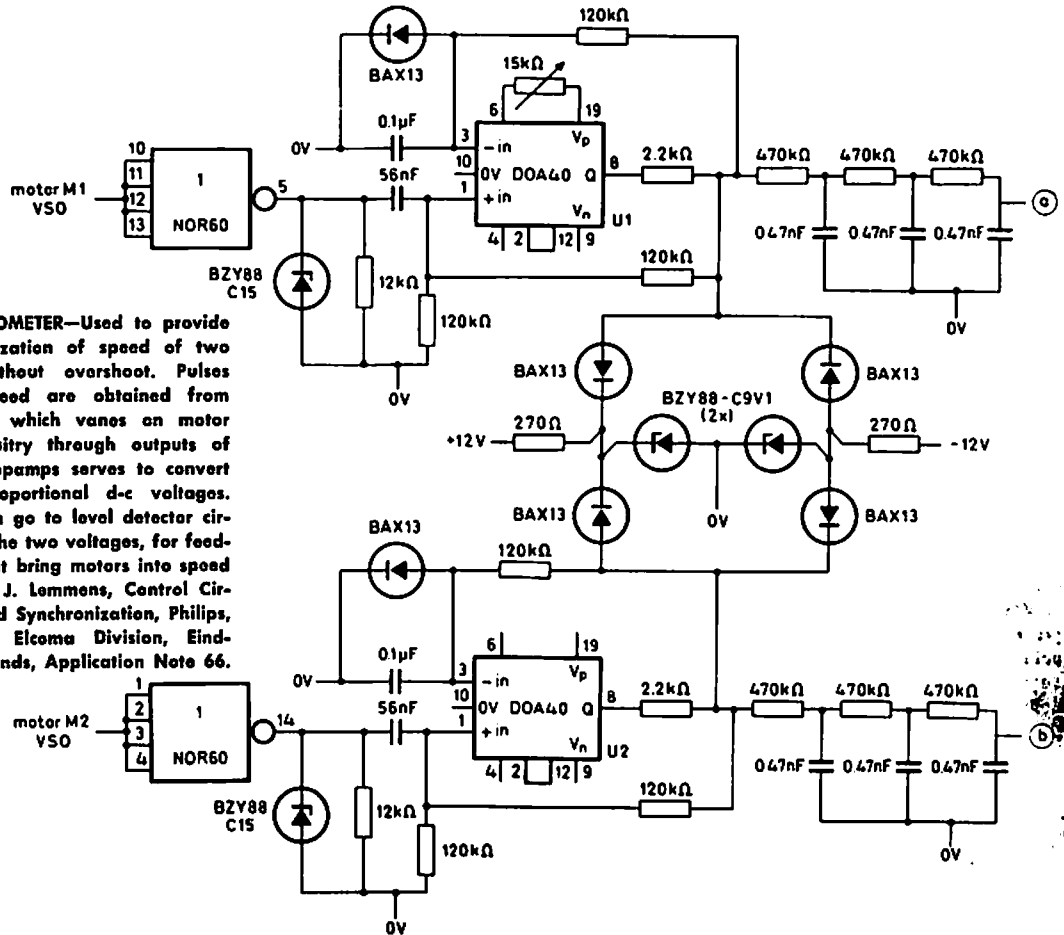 120kΩ
BAX13
15kΩ
6 19
0.1µF
0V
3 -in Vp
10 0V DOA40 Q 8
1 +in Vn
4 2 12 9 U1
56nF
2.2kΩ
470kΩ 470kΩ 470kΩ
a
0.47nF 0.47nF 0.47nF
0V
10
11
12
13
motor M1
VSO
1
NOR60
5
BZY88
C15
12kΩ
120kΩ
120kΩ
0V
OMETER—Used to provide
ization of speed of two
ithout overshoot. Pulses
eed are obtained from
which vanes on motor
itry through outputs of
opamps serves to convert
oportional d-c voltages.
n go to level detector cir-
he two voltages, for feed-
t bring motors into speed
J. Lemmens, Control Cir-
d Synchronization, Philips,
Elcoma Division, Eind-
nds, Application Note 66.
BAX13
BAX13
BZY88-C9V1
(2x)
270Ω
+12V
270Ω
-12V
0V
BAX13
BAX13
BAX13
120kΩ
6 19
0.1µF
0V
3 -in Vp
10 0V DOA40 Q 8
1 +in Vn
4 2 12 9 U2
56nF
2.2kΩ
470kΩ 470kΩ 470kΩ
b
0.47nF 0.47nF 0.47nF
0V
1
2
3
4
motor M2
VSO
1
NOR60
14
BZY88
C15
12kΩ
120kΩ
120kΩ
0V